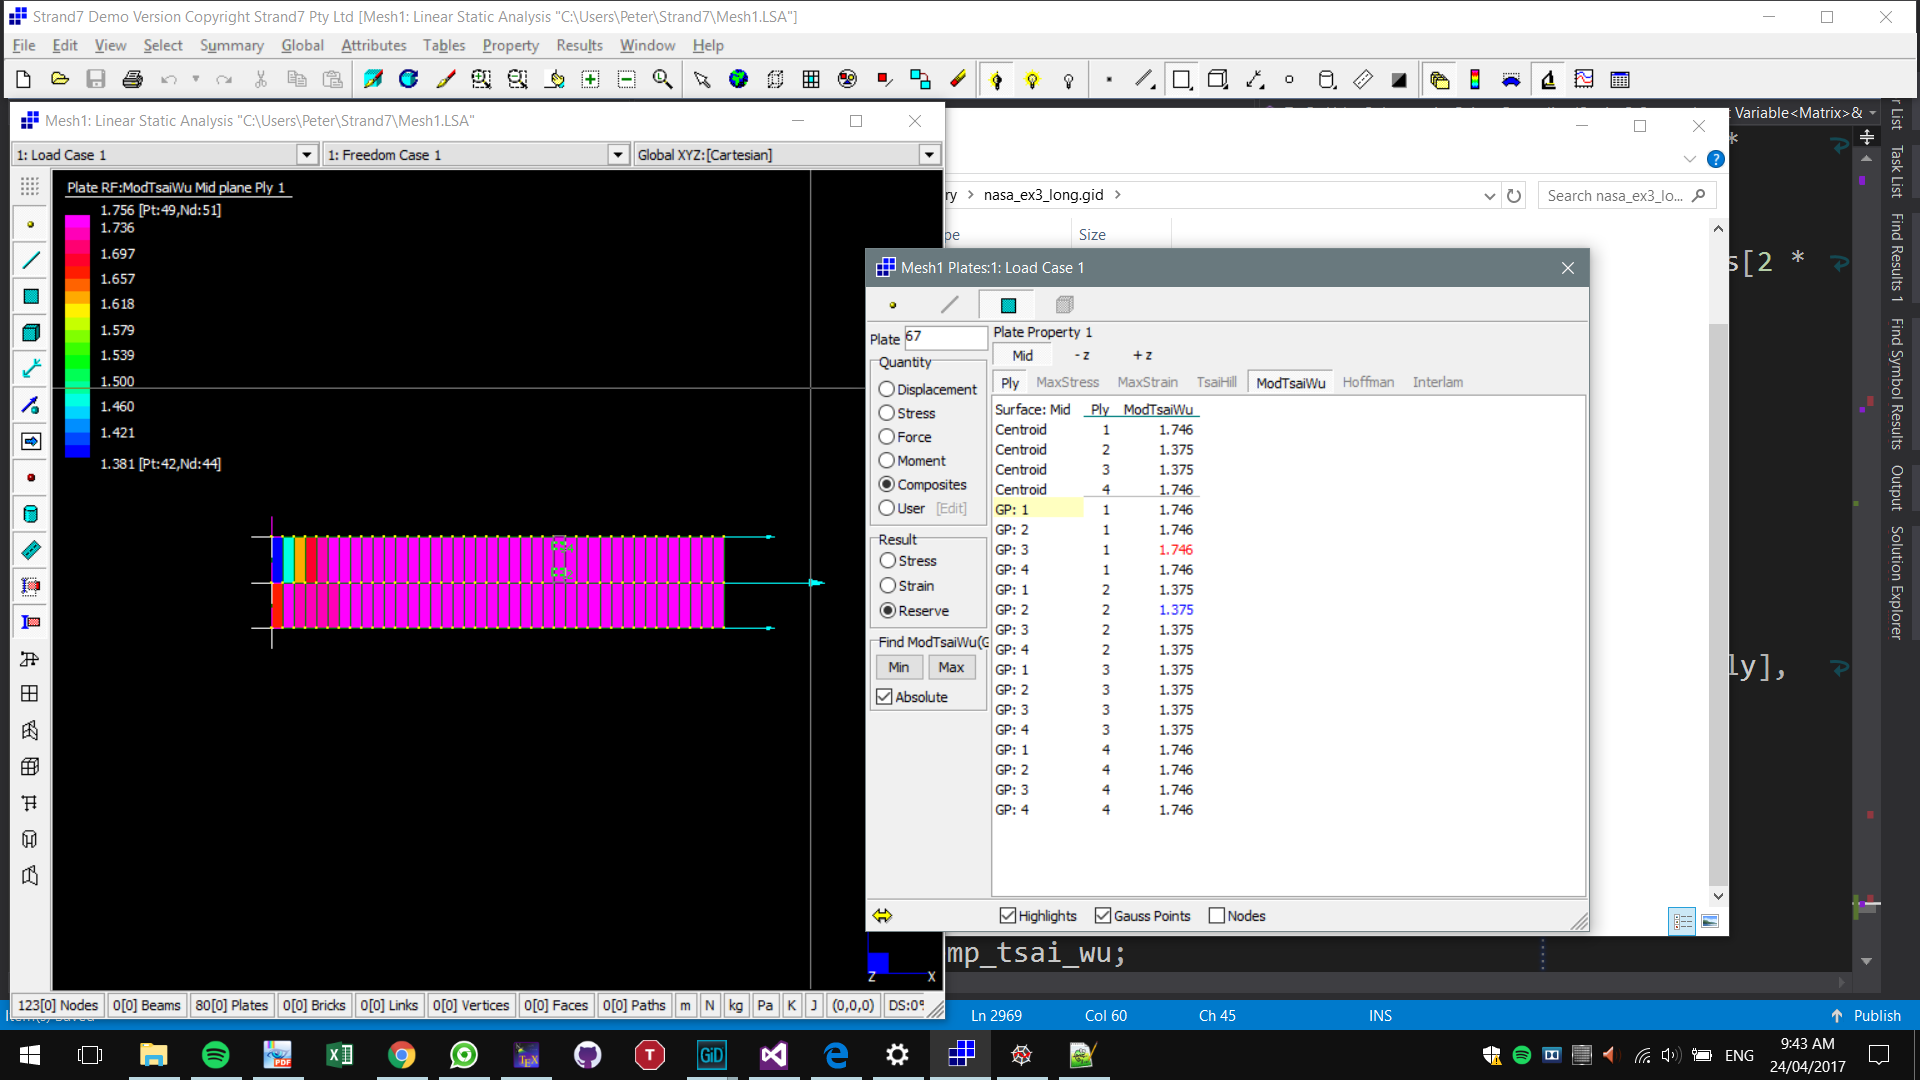 Strand7 Demo Version Copyright Strand7 Pty Ltd [Mesh1: Linear Static Analysis "C:\Users\Peter\Strand7\Mesh1.LSA"]
File Edit View Select Summary Global Attributes Tables Property Results Window Help
Mesh1: Linear Static Analysis "C:\Users\Peter\Strand7\Mesh1.LSA"
1: Load Case 1
1: Freedom Case 1
Global XYZ:[Cartesian]
Plate RF:ModTsaiWu Mid plane Ply 1
1.756 [Pt:49,Nd:51]
1.736
1.697
1.657
1.618
1.579
1.539
1.500
1.460
1.421
1.381 [Pt:42,Nd:44]
Z X
123[0] Nodes 0[0] Beams 80[0] Plates 0[0] Bricks 0[0] Links 0[0] Vertices 0[0] Faces 0[0] Paths m N kg Pa K J (0,0,0) DS:0%
ry > nasa_ex3_long.gid >
Search nasa_ex3_lo...
pe Size
Mesh1 Plates:1: Load Case 1
Plate 67
Plate Property 1
Mid - z + z
Quantity
Displacement
Stress
Force
Moment
Composites
User [Edit]
Result
Stress
Strain
Reserve
Find ModTsaiWu(G
Min Max
Absolute
Ply MaxStress MaxStrain TsaiHill ModTsaiWu Hoffman Interlam
Surface: Mid Ply ModTsaiWu
Centroid 1 1.746
Centroid 2 1.375
Centroid 3 1.375
Centroid 4 1.746
GP: 1 1 1.746
GP: 2 1 1.746
GP: 3 1 1.746
GP: 4 1 1.746
GP: 1 2 1.375
GP: 2 2 1.375
GP: 3 2 1.375
GP: 4 2 1.375
GP: 1 3 1.375
GP: 2 3 1.375
GP: 3 3 1.375
GP: 4 3 1.375
GP: 1 4 1.746
GP: 2 4 1.746
GP: 3 4 1.746
GP: 4 4 1.746
Highlights Gauss Points Nodes
t Variable<Matrix>&
*
s[2 *
ly],
mp_tsai_wu;
r List
Task List
Find Results 1
Find Symbol Results
Output
Solution Explorer
Ln 2969 Col 60 Ch 45 INS
Publish
ENG
9:43 AM
24/04/2017